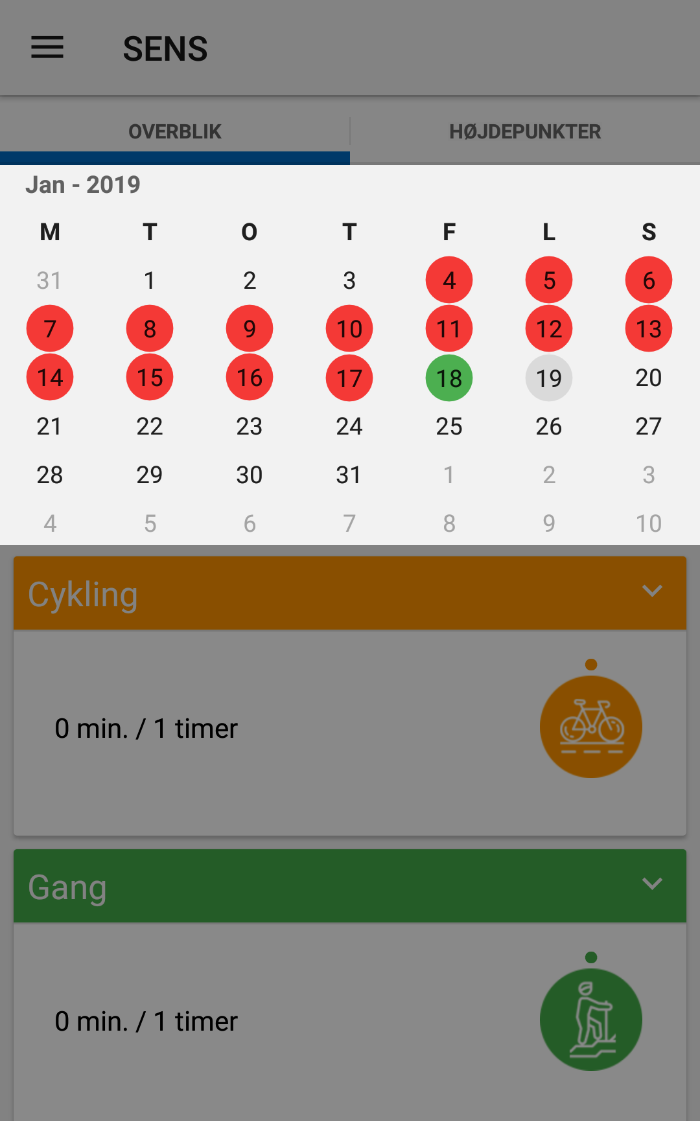 SENS
OVERBLIK HØJDEPUNKTER
Jan - 2019
M T O T F L S
31 1 2 3 4 5 6
7 8 9 10 11 12 13
14 15 16 17 18 19 20
21 22 23 24 25 26 27
28 29 30 31 1 2 3
4 5 6 7 8 9 10
Cykling
0 min. / 1 timer
Gang
0 min. / 1 timer